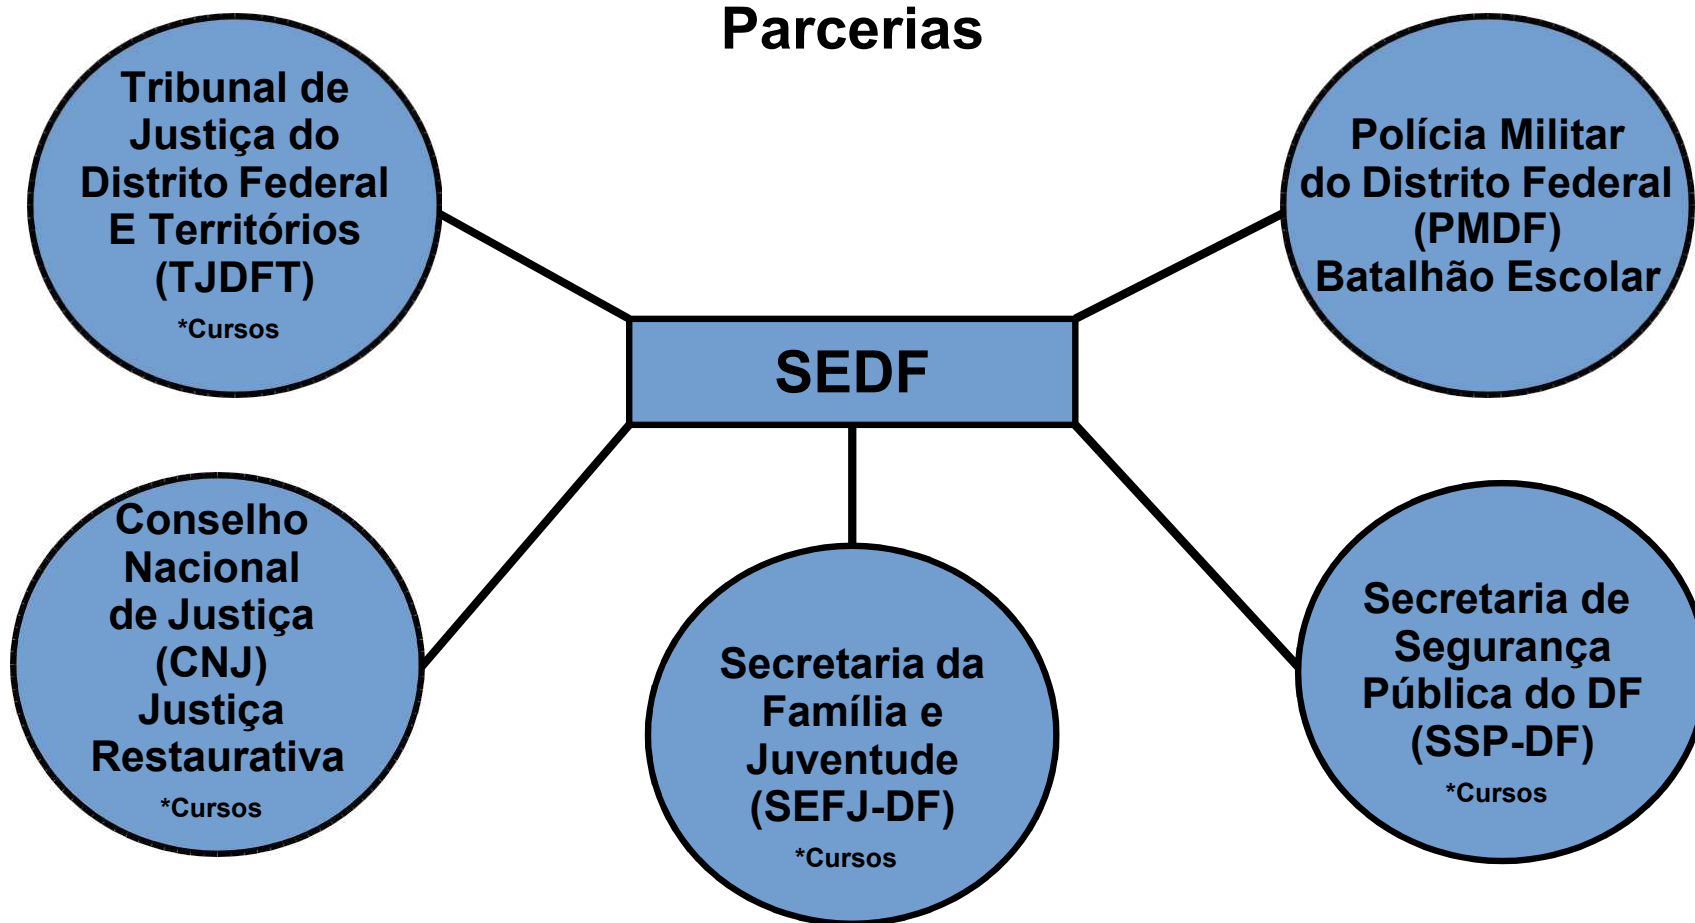 Parcerias
Tribunal de
Justiça do
Distrito Federal
E Territórios
(TJDFT)
*Cursos
Polícia Militar
do Distrito Federal
(PMDF)
Batalhão Escolar
SEDF
Conselho
Nacional
de Justiça
(CNJ)
Justiça
Restaurativa
*Cursos
Secretaria da
Família e
Juventude
(SEFJ-DF)
*Cursos
Secretaria de
Segurança
Pública do DF
(SSP-DF)
*Cursos